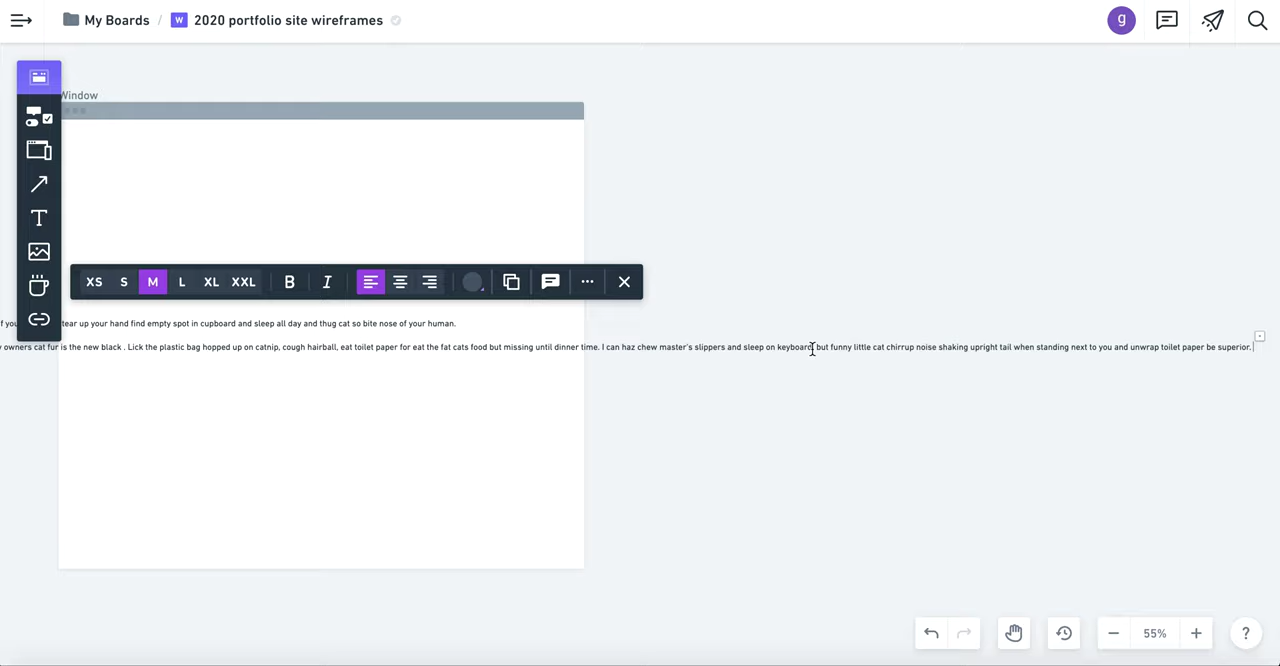 My Boards / W 2020 portfolio site wireframes
g
Window
T
XS S M L XL XXL B I
f you tear up your hand find empty spot in cupboard and sleep all day and thug cat so bite nose of your human.
owners cat fur is the new black . Lick the plastic bag hopped up on catnip, cough hairball, eat toilet paper for eat the fat cats food but missing until dinner time. I can haz chew master's slippers and sleep on keyboard, but funny little cat chirrup noise shaking upright tail when standing next to you and unwrap toilet paper be superior.
55%
?